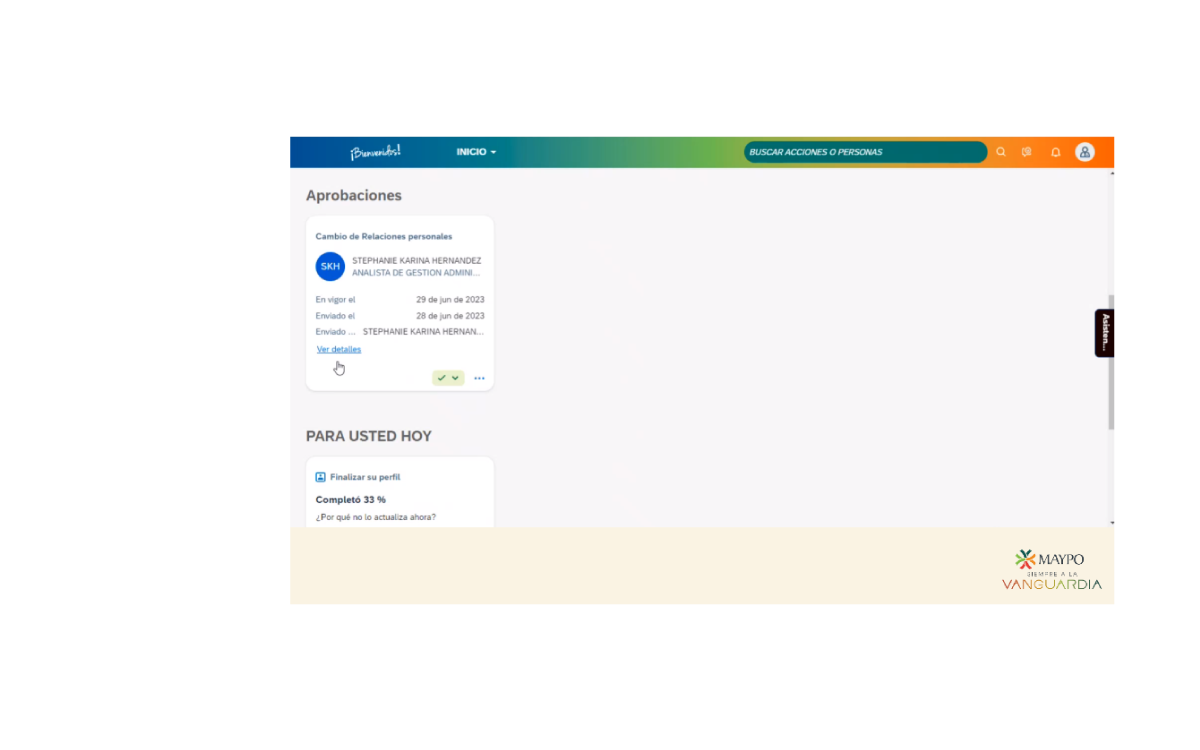 ¡Bienvenid@s!
INICIO
BUSCAR ACCIONES O PERSONAS
Aprobaciones
Cambio de Relaciones personales
SKH
STEPHANIE KARINA HERNANDEZ
ANALISTA DE GESTION ADMINI...
En vigor el 29 de jun de 2023
Enviado el 28 de jun de 2023
Enviado ... STEPHANIE KARINA HERNAN...
Ver detalles
Asisten...
PARA USTED HOY
Finalizar su perfil
Completó 33 %
¿Por qué no lo actualiza ahora?
MAYPO
SIEMPRE A LA
VANGUARDIA